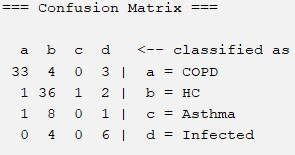 === Confusion Matrix ===
a b c d <-- classified as
33 4 0 3 | a = COPD
1 36 1 2 | b = HC
1 8 0 1 | c = Asthma
0 4 0 6 | d = Infected